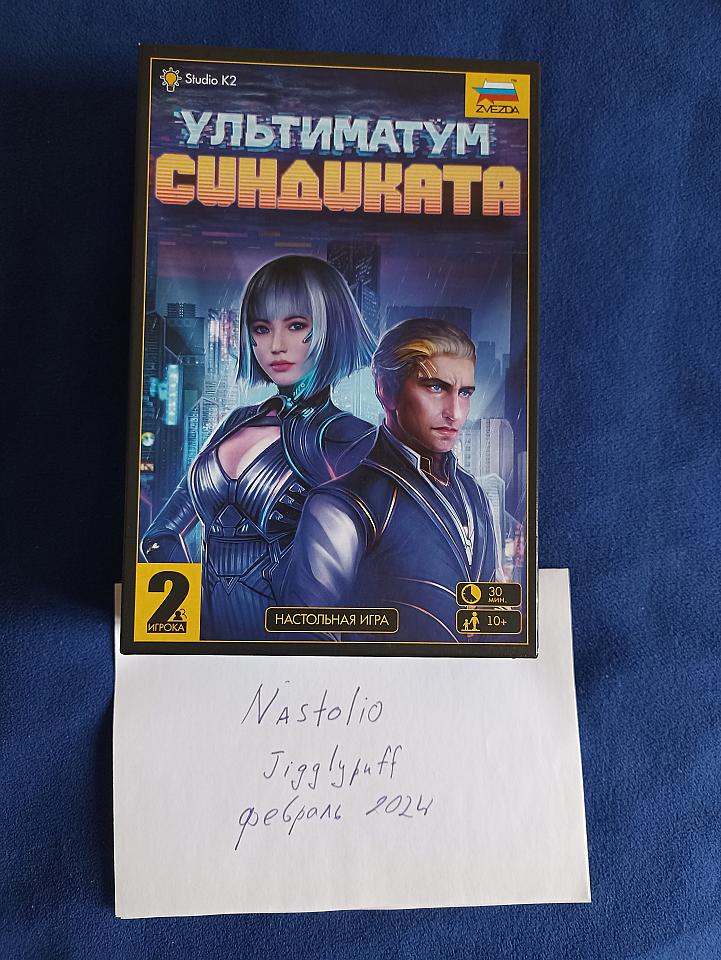 Studio K2
ZVEZDA
УЛЬТИМАТУМ
СИНДИКАТА
2
ИГРОКА
НАСТОЛЬНАЯ ИГРА
30
МИН.
10+
Nastolio
Jigglypuff
февраль 2024